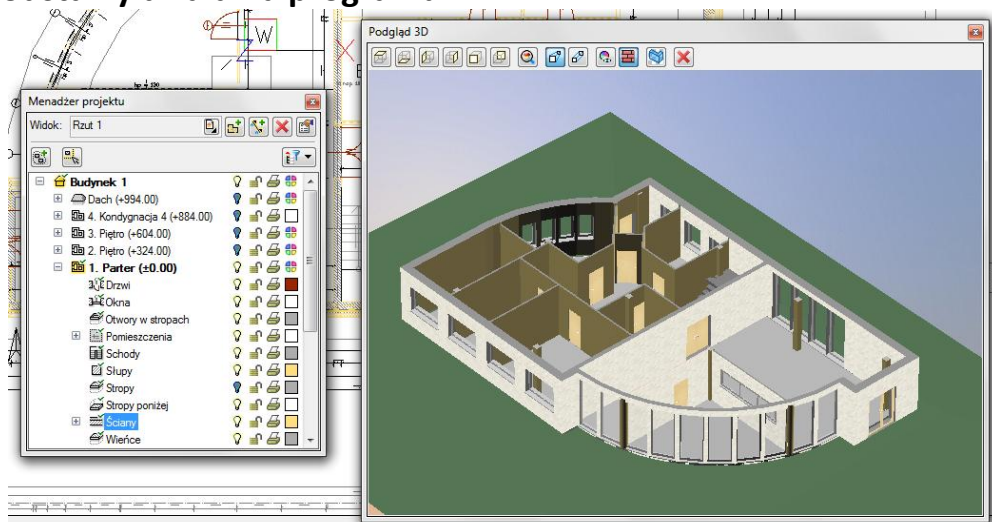 Podgląd 3D
W
Menadżer projektu
Widok: Rzut 1
Budynek 1
Dach (+994.00)
4. Kondygnacja 4 (+884.00)
3. Piętro (+604.00)
2. Piętro (+324.00)
1. Parter (±0.00)
Drzwi
Okna
Otwory w stropach
Pomieszczenia
Schody
Słupy
Stropy
Stropy poniżej
Ściany
Wieńce